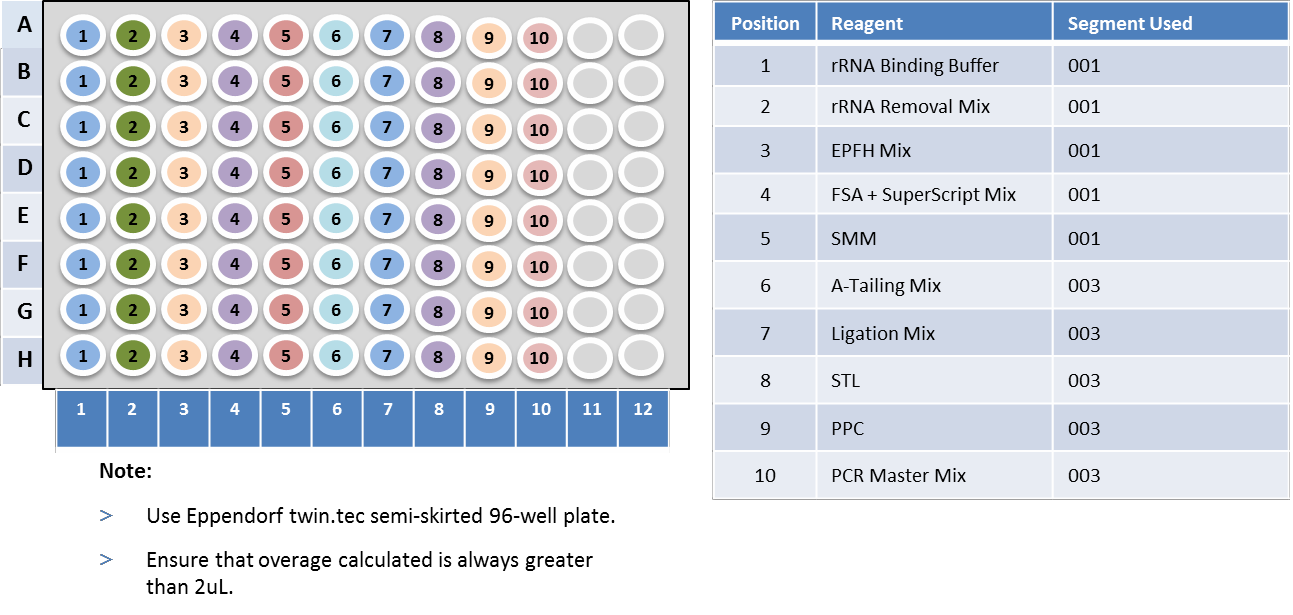 A 1 2 3 4 5 6 7 8 9 10
B 1 2 3 4 5 6 7 8 9 10
C 1 2 3 4 5 6 7 8 9 10
D 1 2 3 4 5 6 7 8 9 10
E 1 2 3 4 5 6 7 8 9 10
F 1 2 3 4 5 6 7 8 9 10
G 1 2 3 4 5 6 7 8 9 10
H 1 2 3 4 5 6 7 8 9 10
1 2 3 4 5 6 7 8 9 10 11 12
Note:
> Use Eppendorf twin.tec semi-skirted 96-well plate.
> Ensure that overage calculated is always greater
than 2uL.
Position Reagent Segment Used
1 rRNA Binding Buffer 001
2 rRNA Removal Mix 001
3 EPFH Mix 001
4 FSA + SuperScript Mix 001
5 SMM 001
6 A-Tailing Mix 003
7 Ligation Mix 003
8 STL 003
9 PPC 003
10 PCR Master Mix 003